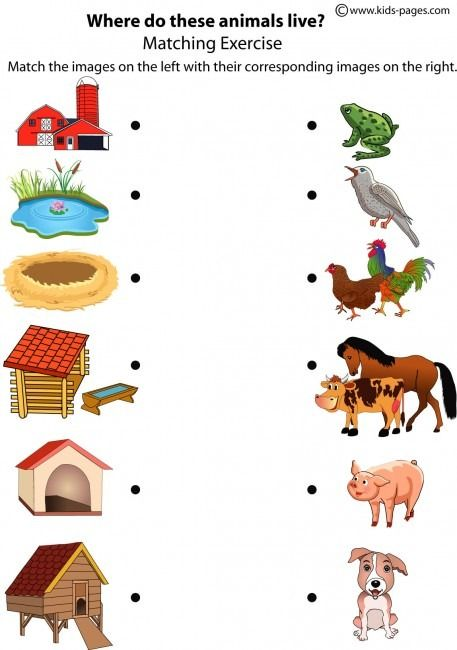 Where do these animals live?
© www.kids-pages.com
Matching Exercise
Match the images on the left with their corresponding images on the right.